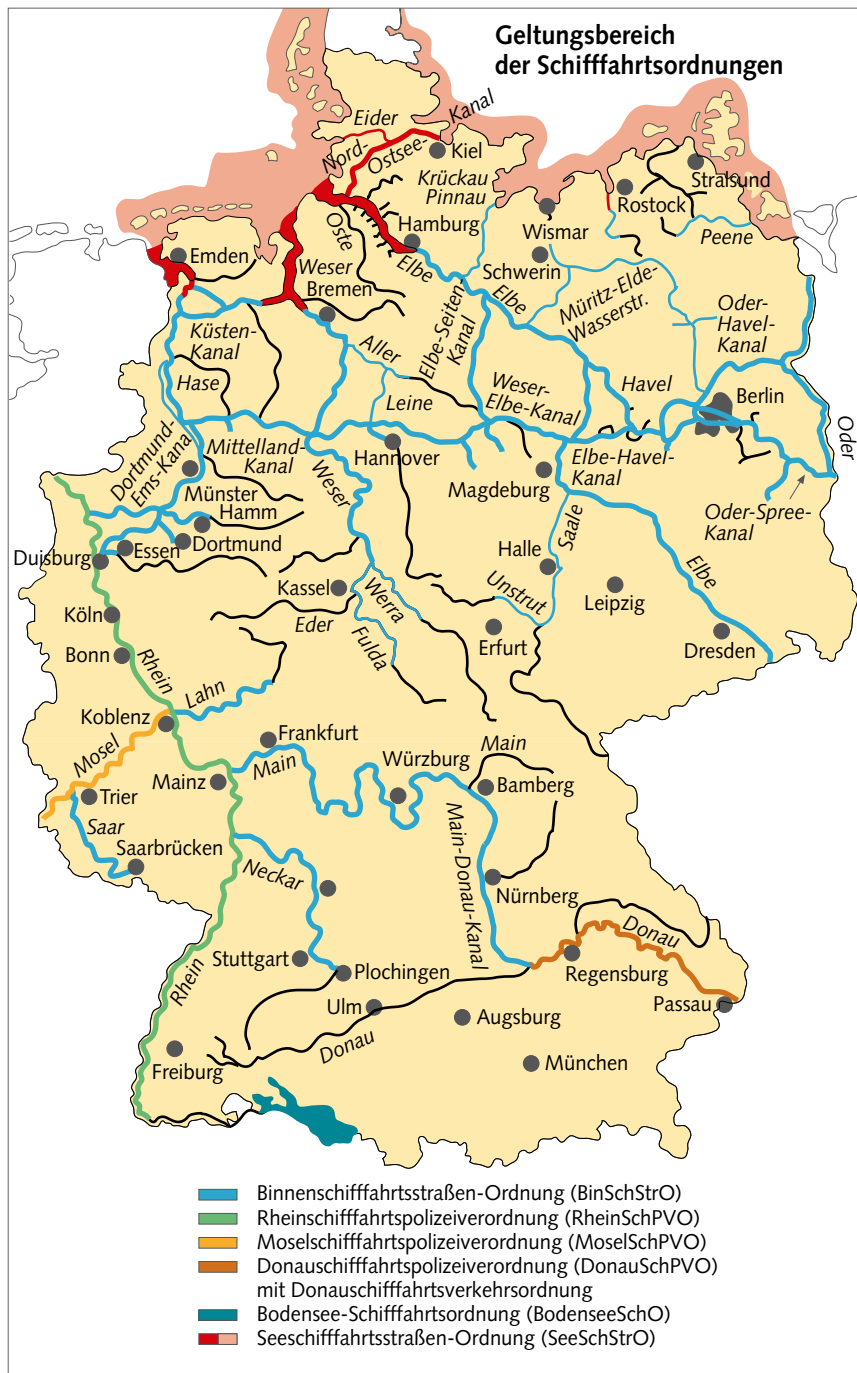 Geltungsbereich
der Schifffahrtsordnungen
Eider
Nord-
Ostsee-
Kanal
Kiel
Krückau
Pinnau
Stralsund
Rostock
Wismar
Peene
Hamburg
Oste
Elbe
Schwerin
Emden
Weser
Bremen
Elbe-Seiten-
Kanal
Elbe
Müritz-Elde-
Wasserstr.
Oder-
Havel-
Kanal
Küsten-
Kanal
Aller
Hase
Leine
Weser-
Elbe-Kanal
Havel
Berlin
Oder
Dortmund-
Ems-Kanal
Mittelland-
Kanal
Weser
Hannover
Magdeburg
Elbe-Havel-
Kanal
Oder-Spree-
Kanal
Münster
Hamm
Essen
Dortmund
Duisburg
Halle
Saale
Elbe
Kassel
Werra
Unstrut
Leipzig
Köln
Eder
Fulda
Erfurt
Dresden
Bonn
Rhein
Lahn
Koblenz
Frankfurt
Mosel
Main
Würzburg
Main
Mainz
Bamberg
Trier
Saar
Saarbrücken
Main-Donau-Kanal
Neckar
Nürnberg
Donau
Stuttgart
Regensburg
Rhein
Plochingen
Ulm
Passau
Donau
Augsburg
Freiburg
München
Binnenschifffahrtsstraßen-Ordnung (BinSchStrO)
Rheinschifffahrtspolizeiverordnung (RheinSchPVO)
Moselschifffahrtspolizeiverordnung (MoselSchPVO)
Donauschifffahrtspolizeiverordnung (DonauSchPVO)
mit Donauschifffahrtsverkehrsordnung
Bodensee-Schifffahrtsordnung (BodenseeSchO)
Seeschifffahrtsstraßen-Ordnung (SeeSchStrO)